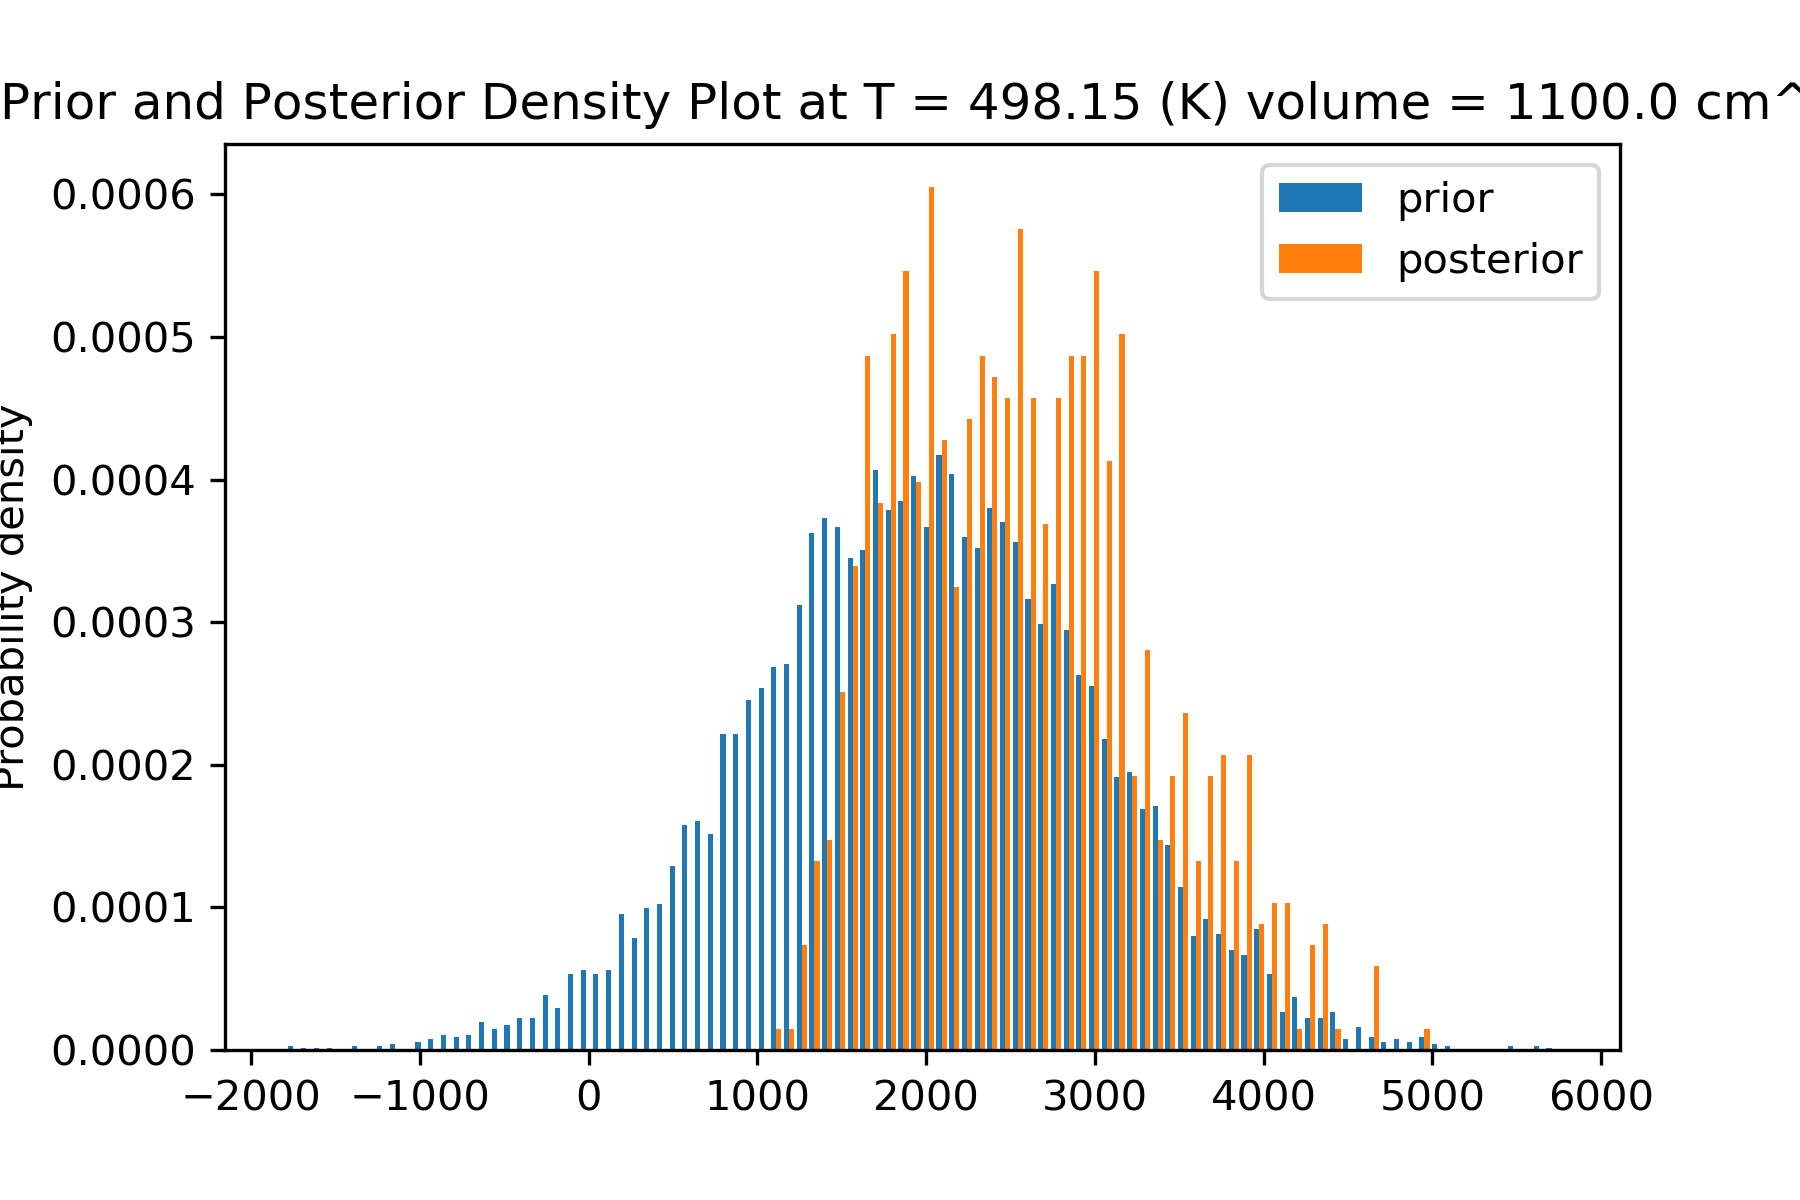 Prior and Posterior Density Plot at T = 498.15 (K) volume = 1100.0 cm^
prior
posterior
Probability density
0.0006
0.0005
0.0004
0.0003
0.0002
0.0001
0.0000
−2000 −1000 0 1000 2000 3000 4000 5000 6000